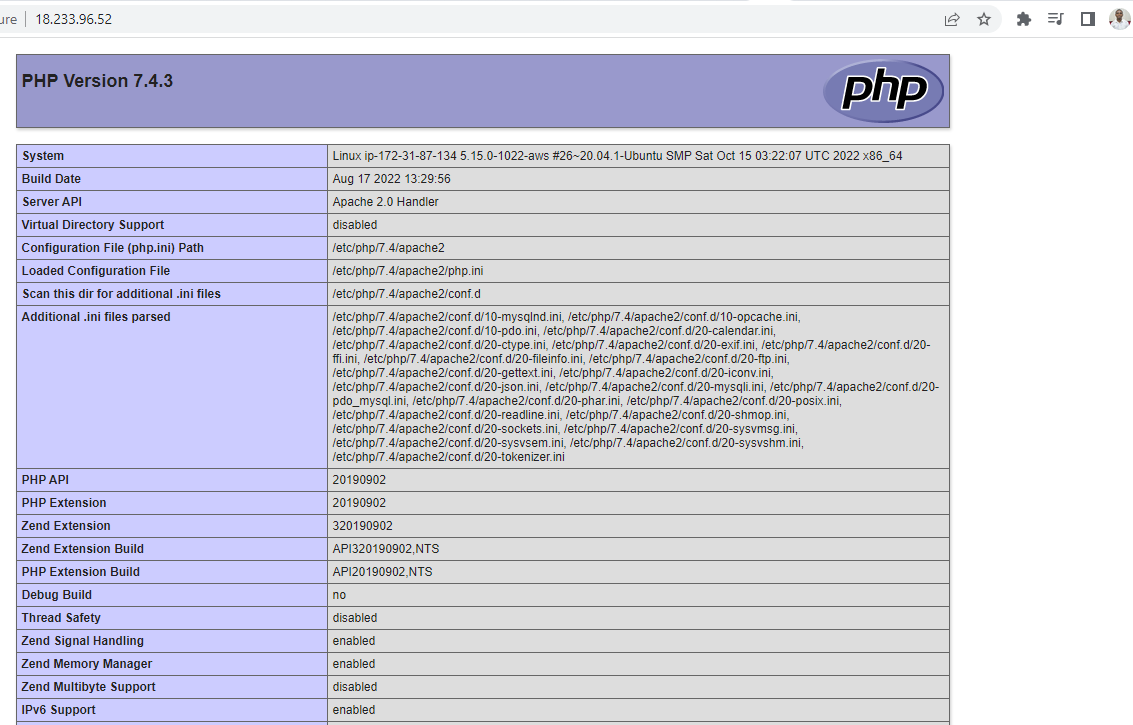 ure 18.233.96.52
PHP Version 7.4.3
php
System Linux ip-172-31-87-134 5.15.0-1022-aws #26~20.04.1-Ubuntu SMP Sat Oct 15 03:22:07 UTC 2022 x86_64
Build Date Aug 17 2022 13:29:56
Server API Apache 2.0 Handler
Virtual Directory Support disabled
Configuration File (php.ini) Path /etc/php/7.4/apache2
Loaded Configuration File /etc/php/7.4/apache2/php.ini
Scan this dir for additional .ini files /etc/php/7.4/apache2/conf.d
Additional .ini files parsed /etc/php/7.4/apache2/conf.d/10-mysqlnd.ini, /etc/php/7.4/apache2/conf.d/10-opcache.ini,
/etc/php/7.4/apache2/conf.d/10-pdo.ini, /etc/php/7.4/apache2/conf.d/20-calendar.ini,
/etc/php/7.4/apache2/conf.d/20-ctype.ini, /etc/php/7.4/apache2/conf.d/20-exif.ini, /etc/php/7.4/apache2/conf.d/20-
ffi.ini, /etc/php/7.4/apache2/conf.d/20-fileinfo.ini, /etc/php/7.4/apache2/conf.d/20-ftp.ini,
/etc/php/7.4/apache2/conf.d/20-gettext.ini, /etc/php/7.4/apache2/conf.d/20-iconv.ini,
/etc/php/7.4/apache2/conf.d/20-json.ini, /etc/php/7.4/apache2/conf.d/20-mysqli.ini, /etc/php/7.4/apache2/conf.d/20-
pdo_mysql.ini, /etc/php/7.4/apache2/conf.d/20-phar.ini, /etc/php/7.4/apache2/conf.d/20-posix.ini,
/etc/php/7.4/apache2/conf.d/20-readline.ini, /etc/php/7.4/apache2/conf.d/20-shmop.ini,
/etc/php/7.4/apache2/conf.d/20-sockets.ini, /etc/php/7.4/apache2/conf.d/20-sysvmsg.ini,
/etc/php/7.4/apache2/conf.d/20-sysvsem.ini, /etc/php/7.4/apache2/conf.d/20-sysvshm.ini,
/etc/php/7.4/apache2/conf.d/20-tokenizer.ini
PHP API 20190902
PHP Extension 20190902
Zend Extension 320190902
Zend Extension Build API320190902,NTS
PHP Extension Build API20190902,NTS
Debug Build no
Thread Safety disabled
Zend Signal Handling enabled
Zend Memory Manager enabled
Zend Multibyte Support disabled
IPv6 Support enabled